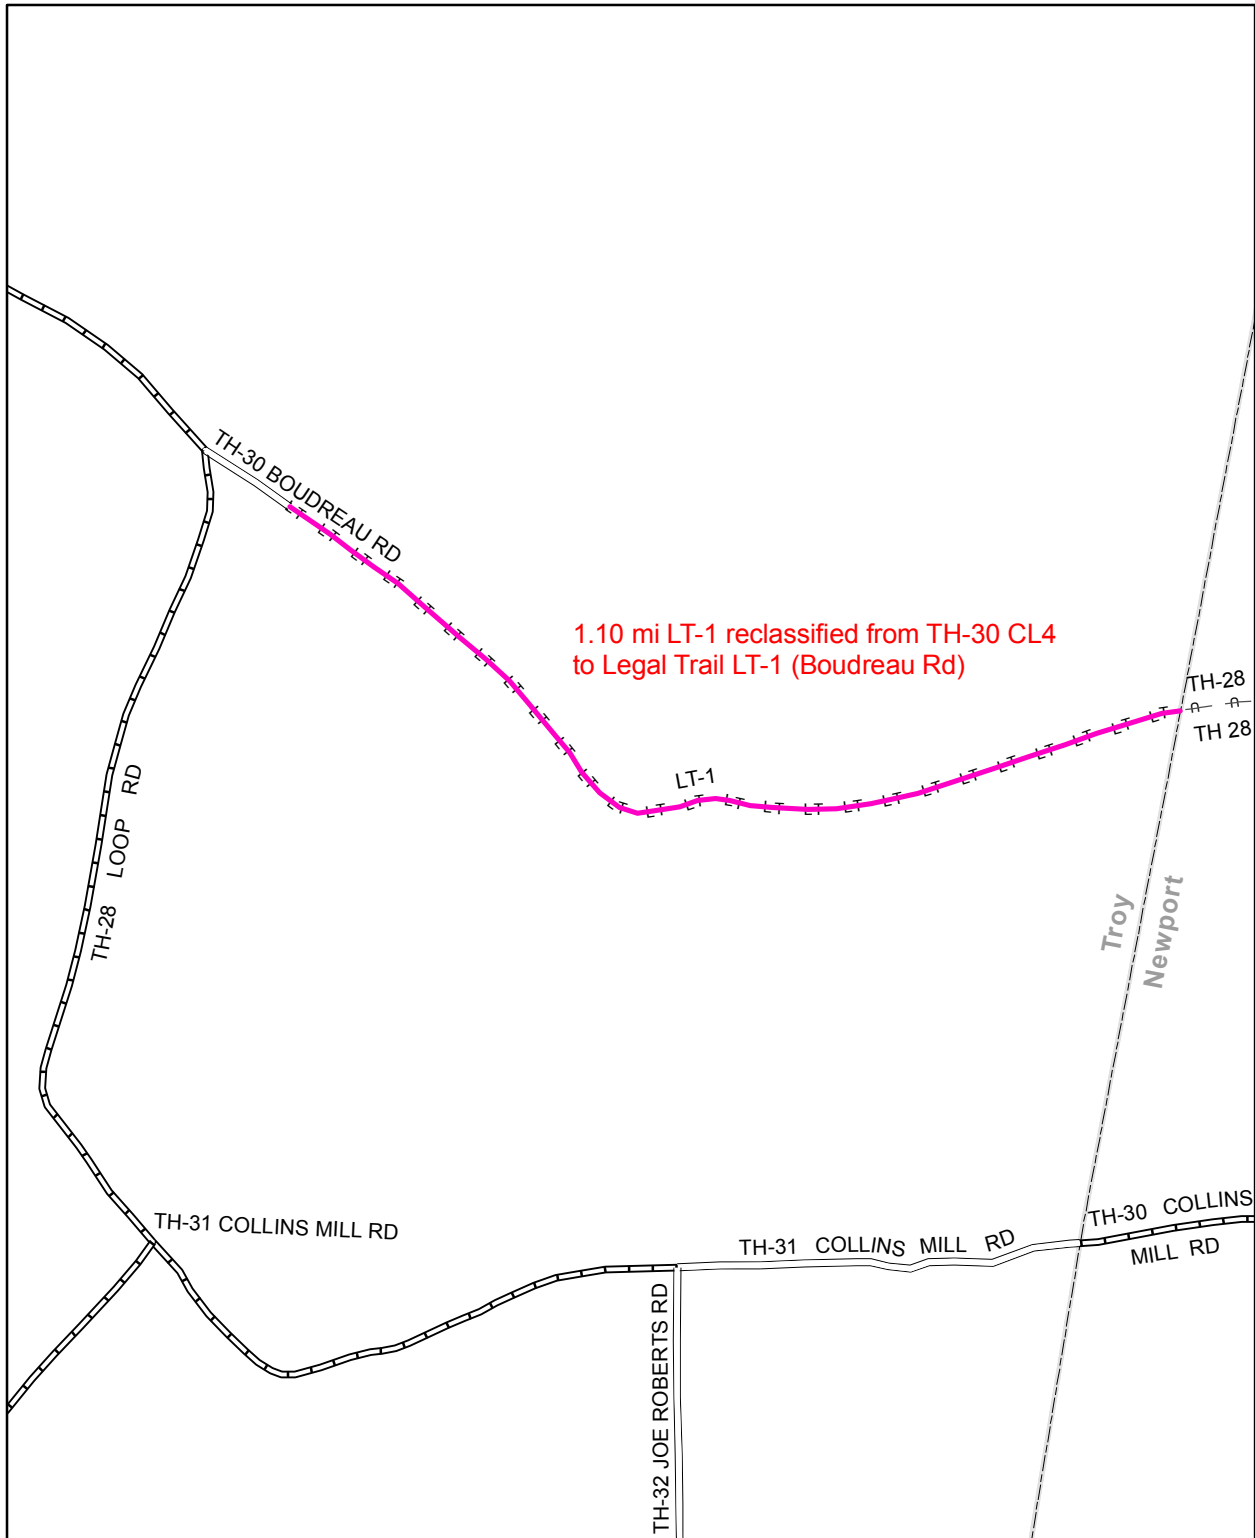 TH-30 BOUDREAU RD
1.10 mi LT-1 reclassified from TH-30 CL4
to Legal Trail LT-1 (Boudreau Rd)
TH-28
TH 28
LT-1
TH-28 LOOP RD
Troy
Newport
TH-31 COLLINS MILL RD
TH-31 COLLINS MILL RD
TH-30 COLLINS
MILL RD
TH-32 JOE ROBERTS RD